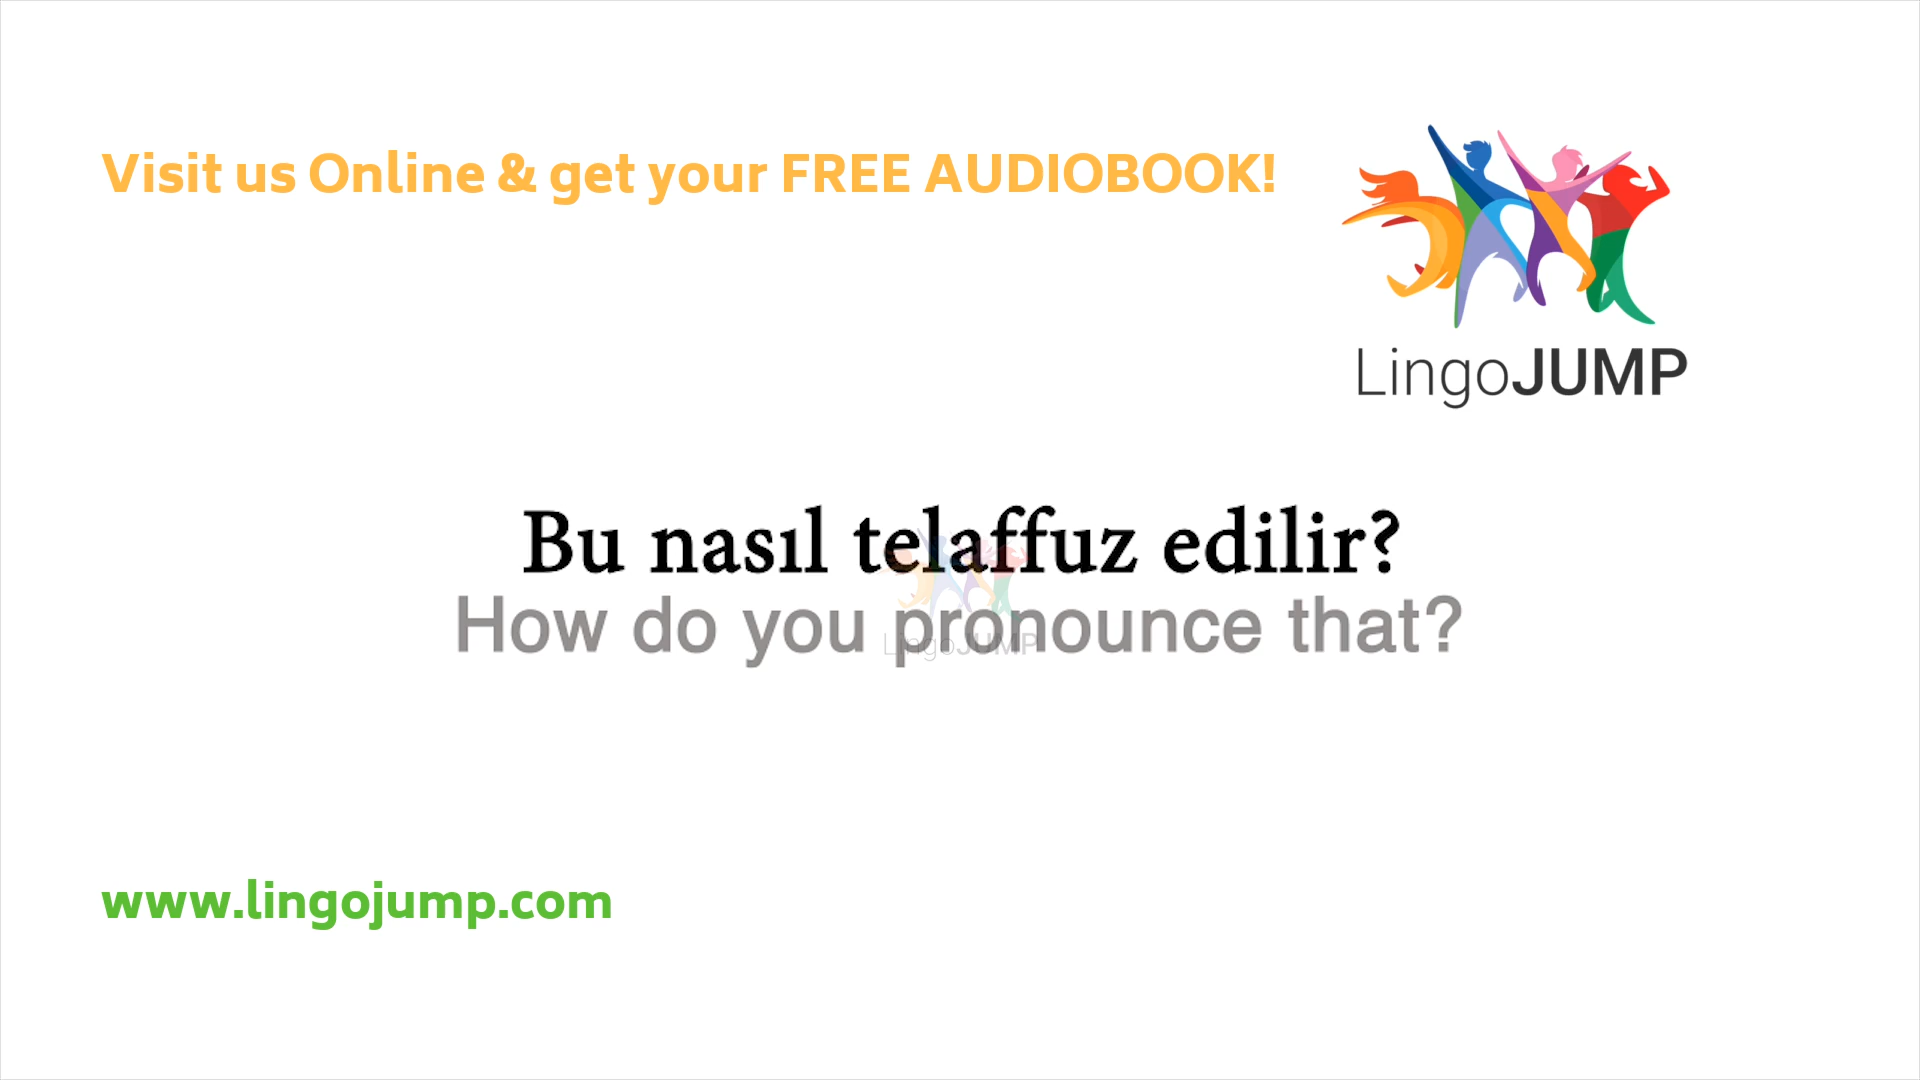 Visit us Online & get your FREE AUDIOBOOK!
LingoJUMP
Bu nasıl telaffuz edilir?
How do you pronounce that?
LingoJUMP
www.lingojump.com